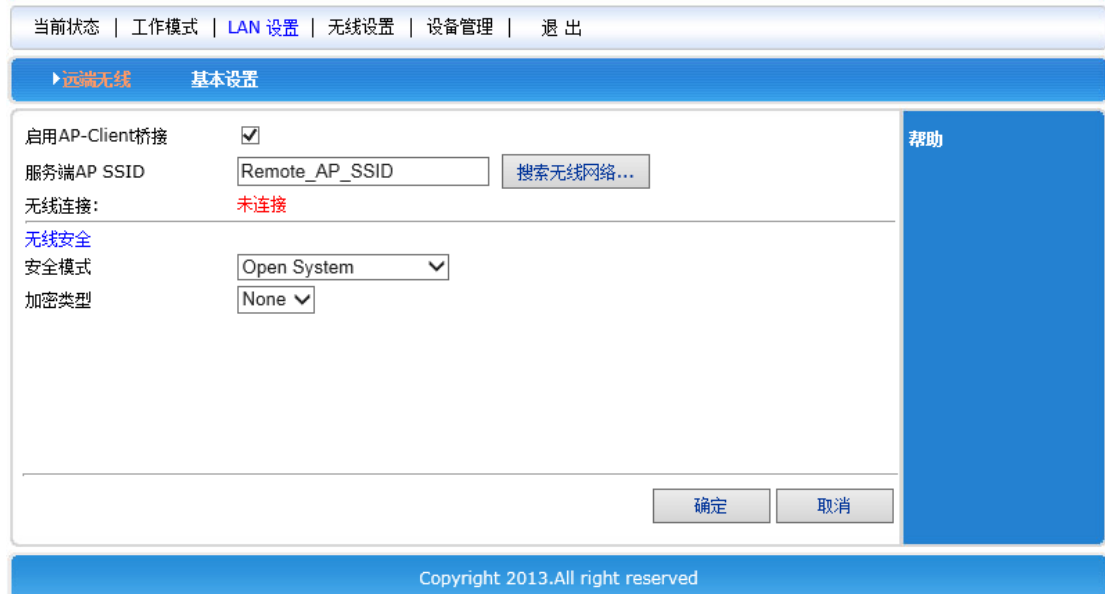 当前状态 | 工作模式 | LAN 设置 | 无线设置 | 设备管理 | 退 出
远端无线 基本设置
启用AP-Client桥接
帮助
服务端AP SSID Remote_AP_SSID 搜索无线网络...
无线连接: 未连接
无线安全
安全模式 Open System
加密类型 None
确定 取消
Copyright 2013.All right reserved